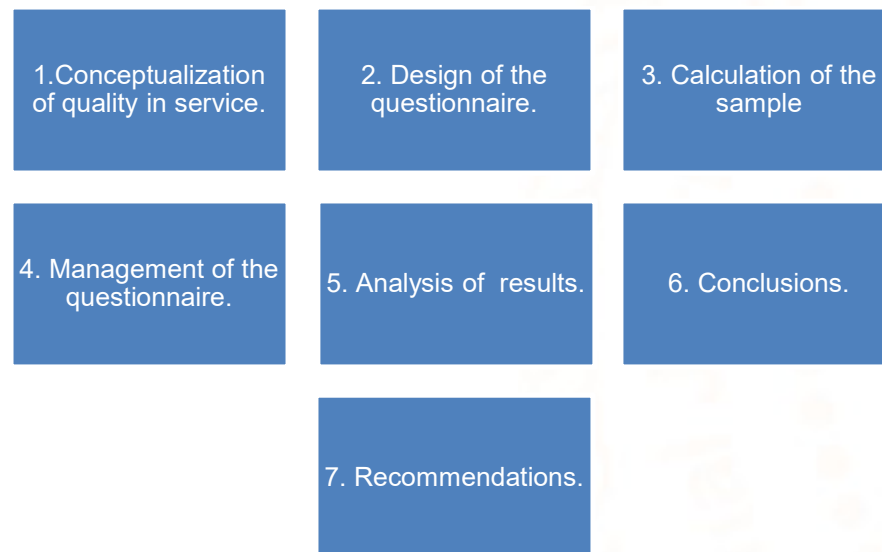 1.Conceptualization
of quality in service.
2. Design of the
questionnaire.
3. Calculation of the
sample
4. Management of the
questionnaire.
5. Analysis of  results.
6. Conclusions.
7. Recommendations.